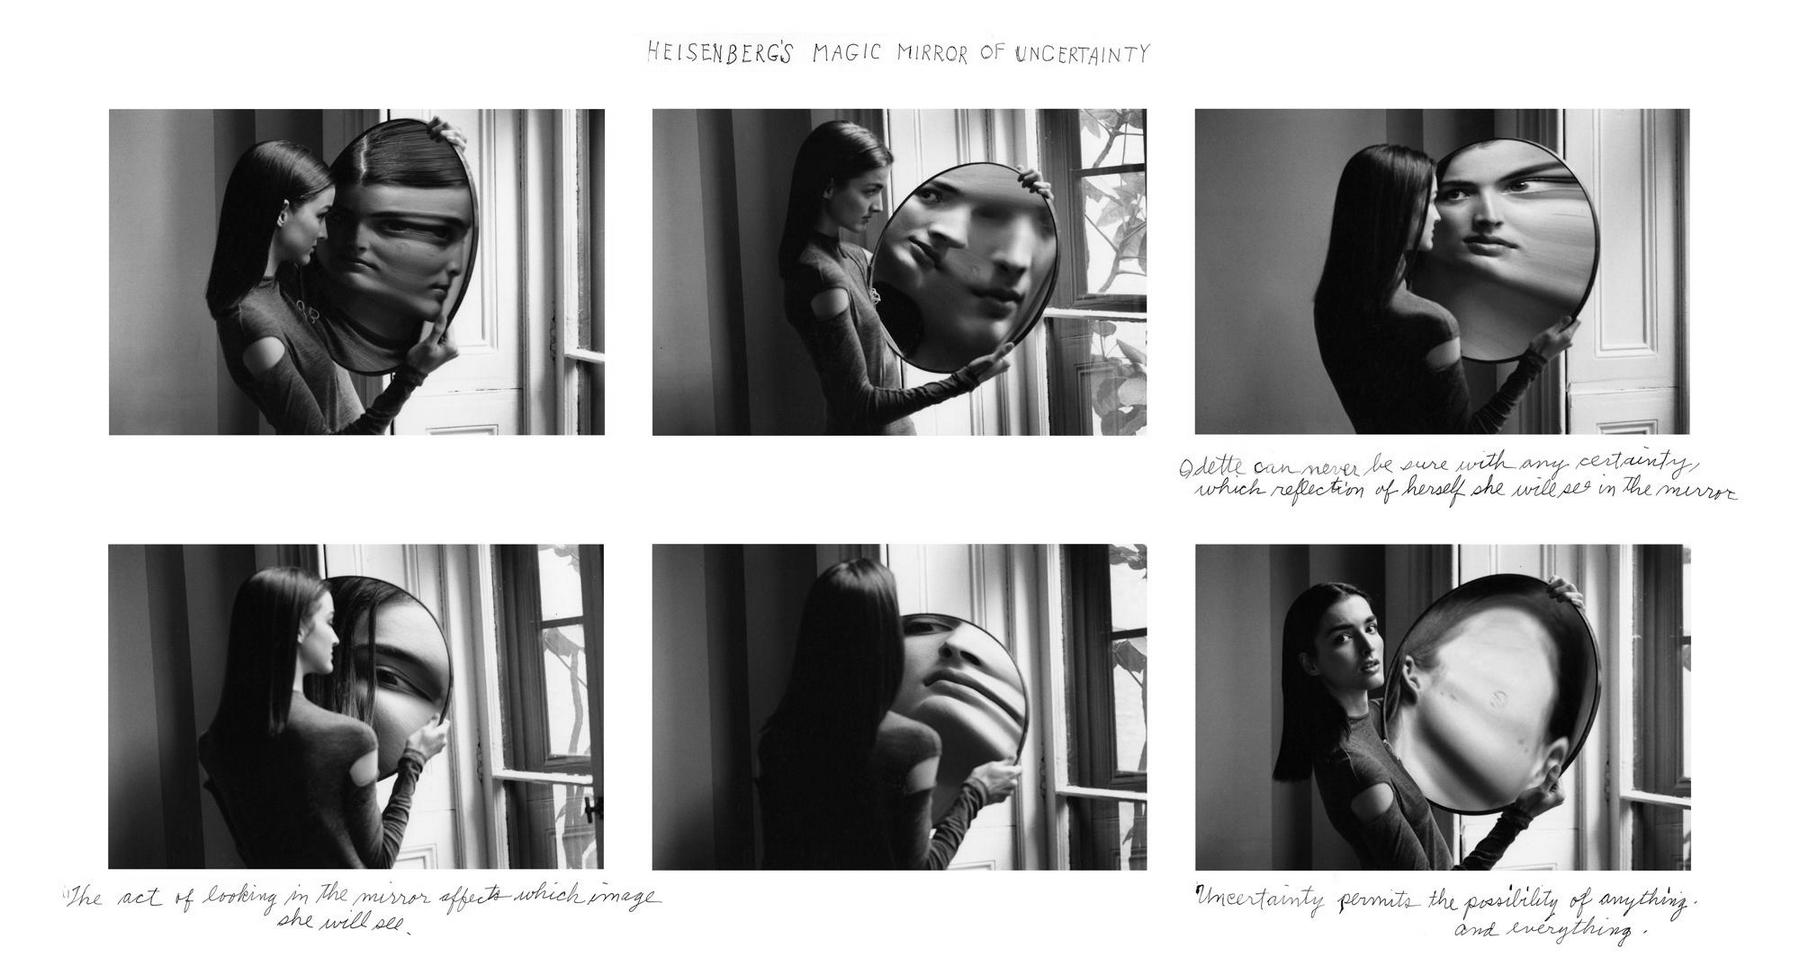 HEISENBERG'S MAGIC MIRROR OF UNCERTAINTY
Odette can never be sure with any certainty,
which reflection of herself she will see in the mirror
The act of looking in the mirror affects which image
she will see.
Uncertainty permits the possibility of anything.
and everything.